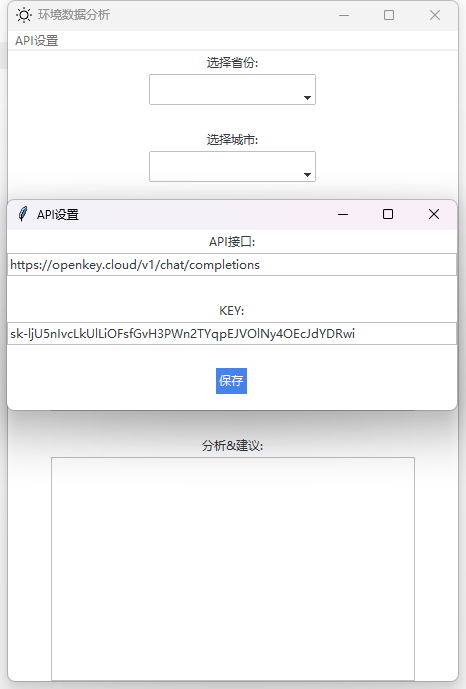 环境数据分析
API设置
选择省份:
选择城市:
API设置
API接口:
https://openkey.cloud/v1/chat/completions
KEY:
sk-ljU5nIvcLkUlLiOFsfGvH3PWn2TYqpEJVOlNy4OEcJdYDRwi
保存
分析&建议: